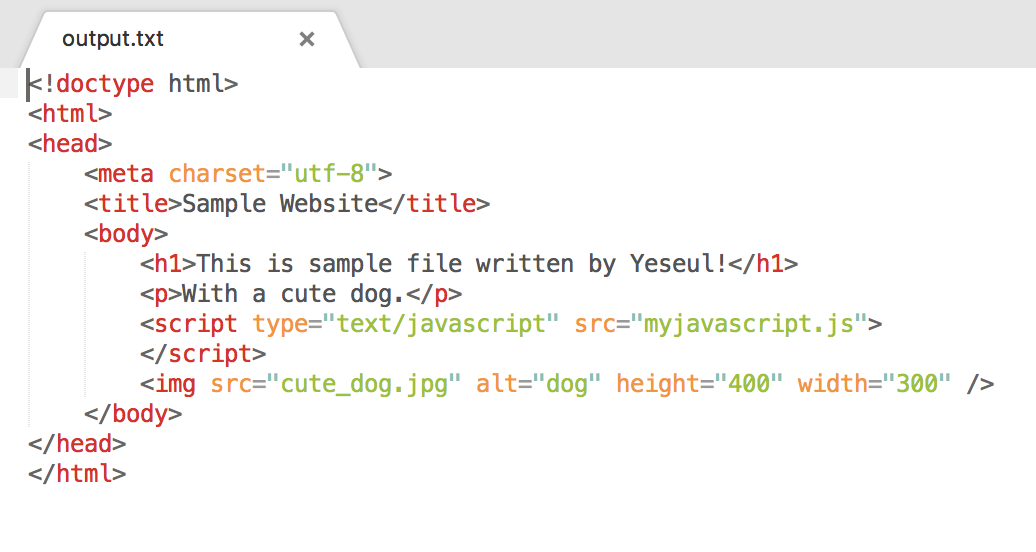 output.txt
<!doctype html>
<html>
<head>
    <meta charset="utf-8">
    <title>Sample Website</title>
    <body>
        <h1>This is sample file written by Yeseul!</h1>
        <p>With a cute dog.</p>
        <script type="text/javascript" src="myjavascript.js">
        </script>
        <img src="cute_dog.jpg" alt="dog" height="400" width="300" />
    </body>
</head>
</html>